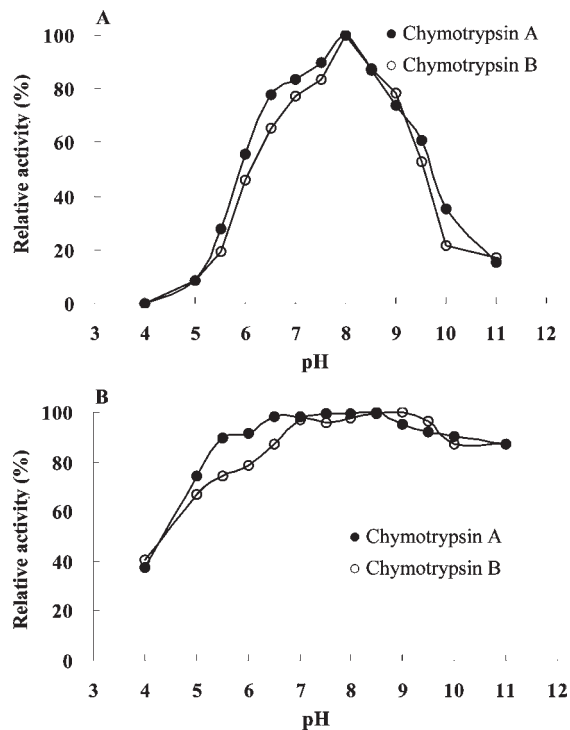 A
100
80
60
40
20
0
Relative activity (%)
Chymotrypsin A
Chymotrypsin B
3 4 5 6 7 8 9 10 11 12
pH
B
100
80
60
40
80
0
Relative activity (%)
Chymotrypsin A
Chymotrypsin B
3 4 5 6 7 8 9 10 11 12
pH